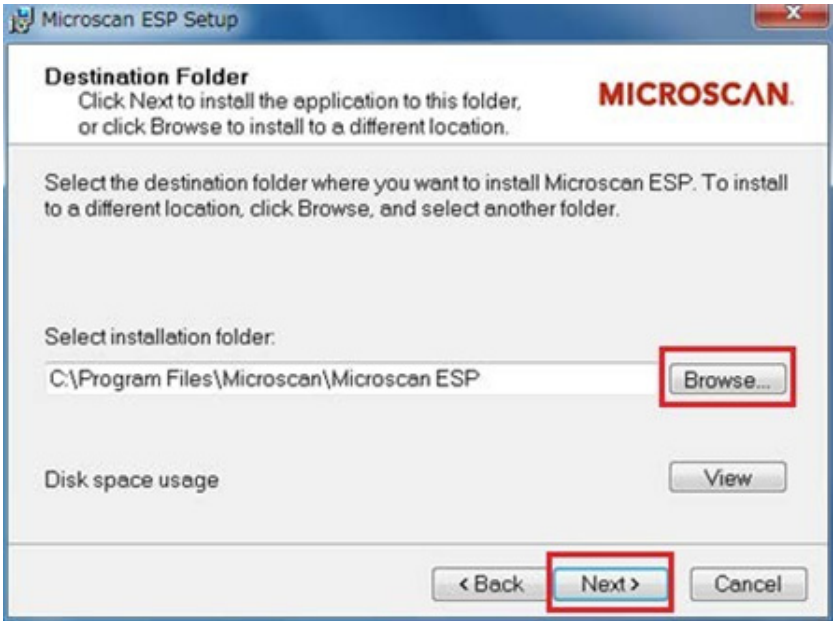 Microscan ESP Setup
Destination Folder
Click Next to install the application to this folder,
or click Browse to install to a different location.
MICROSCAN.
Select the destination folder where you want to install Microscan ESP. To install
to a different location, click Browse, and select another folder.
Select installation folder:
C:\Program Files\Microscan\Microscan ESP
Browse...
Disk space usage
View
< Back
Next >
Cancel